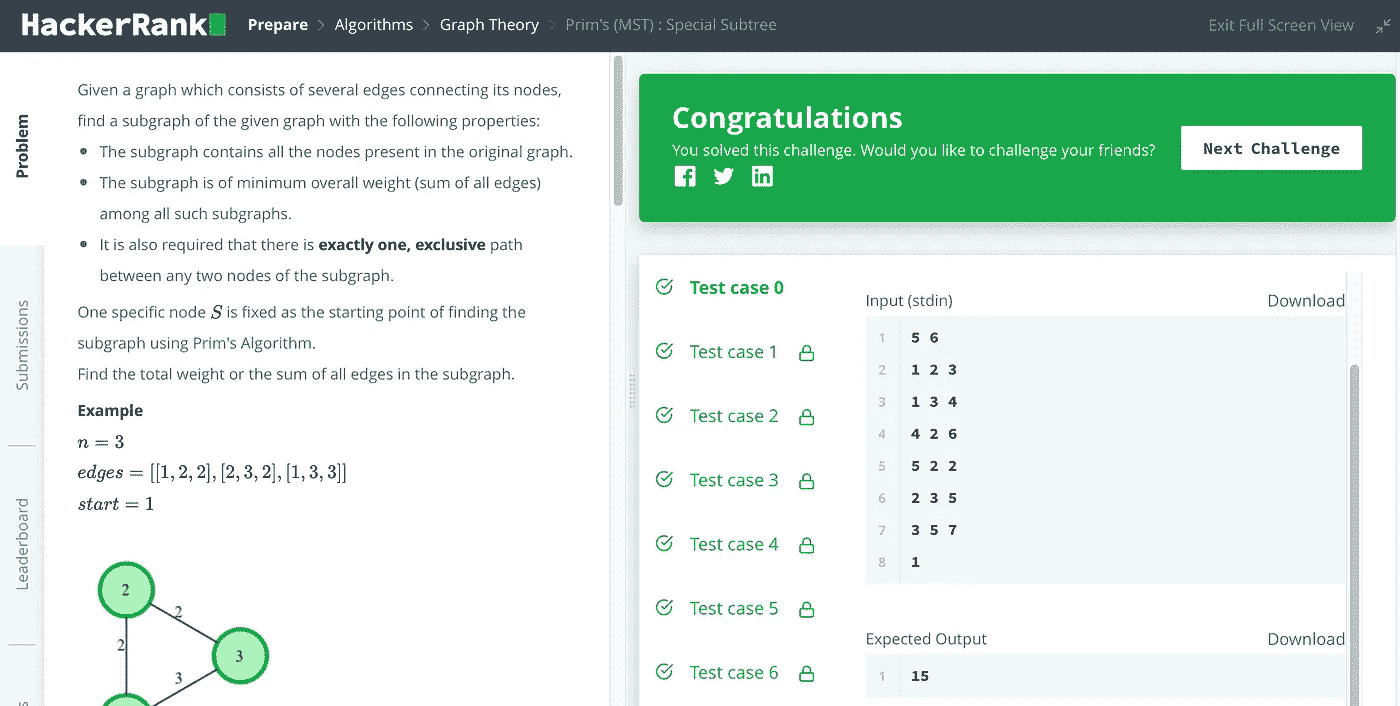 HackerRank Prepare > Algorithms > Graph Theory > Prim's (MST) : Special Subtree Exit Full Screen View
Problem
Submissions
Leaderboard
Given a graph which consists of several edges connecting its nodes,
find a subgraph of the given graph with the following properties:
The subgraph contains all the nodes present in the original graph.
The subgraph is of minimum overall weight (sum of all edges)
among all such subgraphs.
It is also required that there is exactly one, exclusive path
between any two nodes of the subgraph.
One specific node S is fixed as the starting point of finding the
subgraph using Prim's Algorithm.
Find the total weight or the sum of all edges in the subgraph.
Example
n = 3
edges = [[1, 2, 2], [2, 3, 2], [1, 3, 3]]
start = 1
2
2
2
3
3
Congratulations
You solved this challenge. Would you like to challenge your friends?
Next Challenge
Test case 0
Test case 1
Test case 2
Test case 3
Test case 4
Test case 5
Test case 6
Input (stdin) Download
1 5 6
2 1 2 3
3 1 3 4
4 4 2 6
5 5 2 2
6 2 3 5
7 3 5 7
8 1
Expected Output Download
1 15